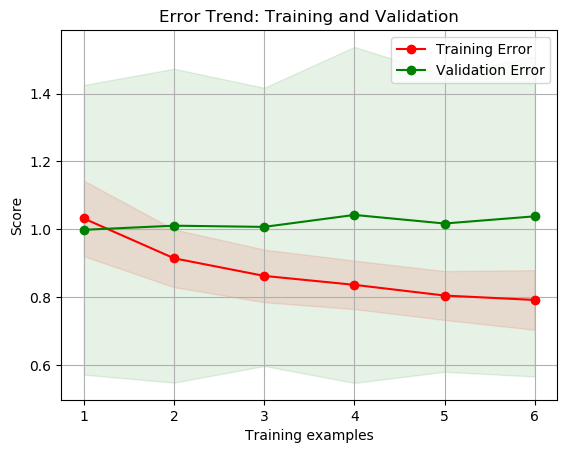 Error Trend: Training and Validation
Training Error
Validation Error
1.4
1.2
1.0
0.8
0.6
Score
1 2 3 4 5 6
Training examples